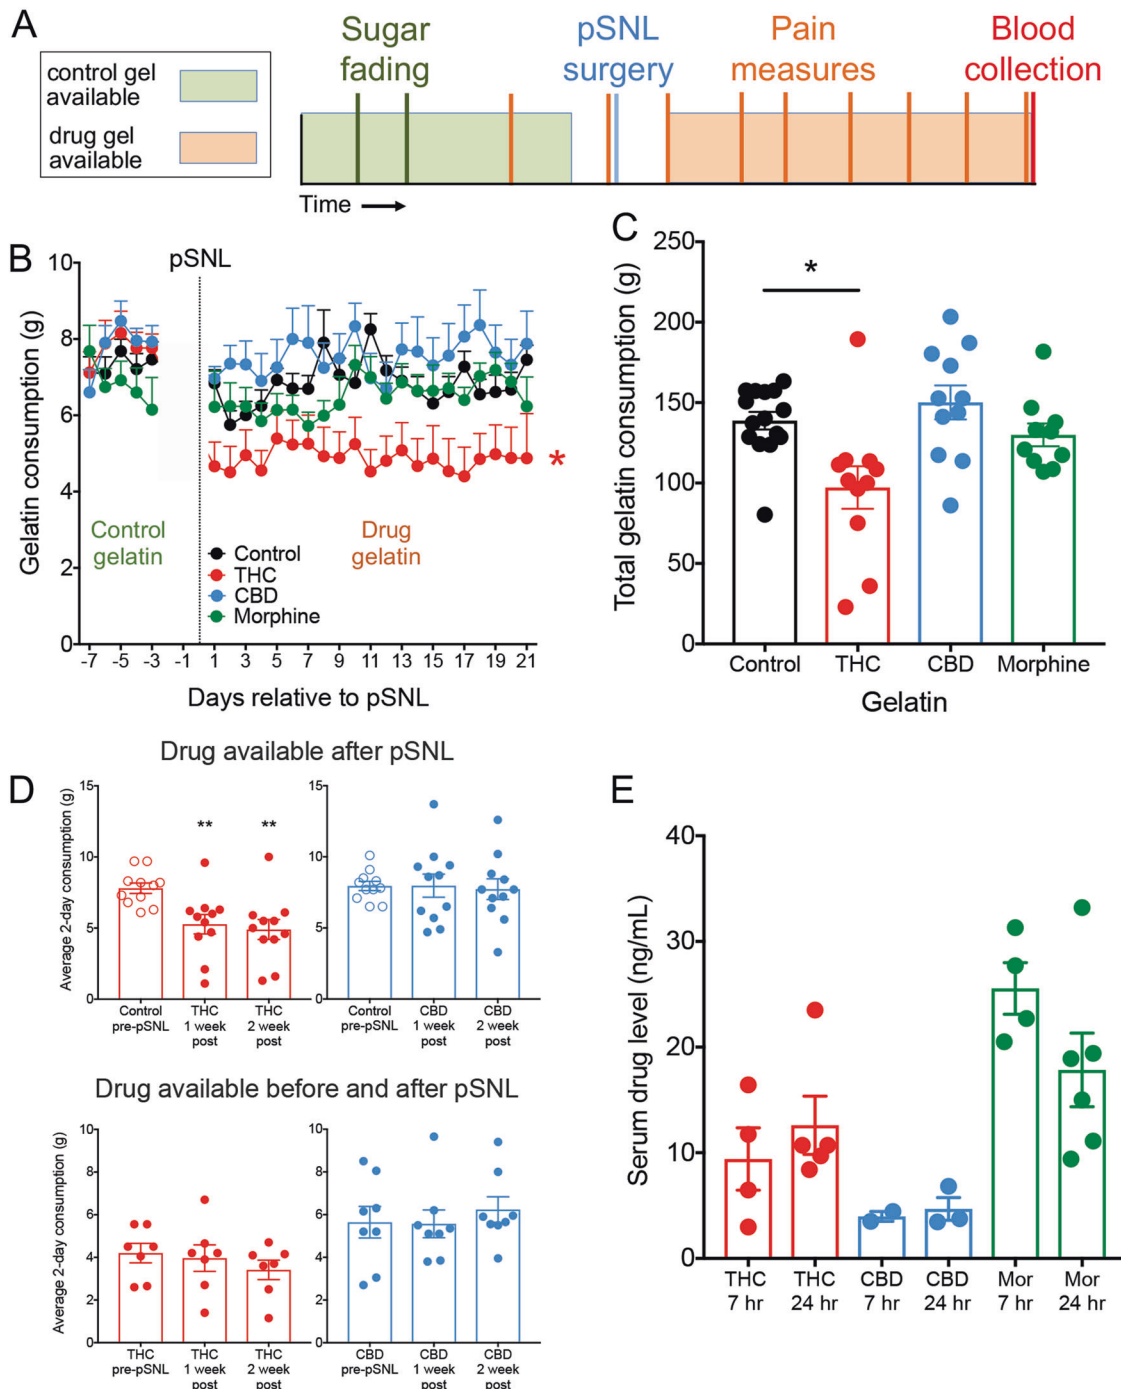 A
control gel
available
drug gel
available
Sugar
fading
pSNL
surgery
Pain
measures
Blood
collection
Time
B
pSNL
Gelatin consumption (g)
10
8
6
4
2
0
Control
gelatin
Drug
gelatin
Control
THC
CBD
Morphine
*
-7 -5 -3 -1 1 3 5 7 9 11 13 15 17 19 21
Days relative to pSNL
C
Total gelatin consumption (g)
250
200
150
100
50
0
*
Control THC CBD Morphine
Gelatin
D
Drug available after pSNL
Average 2-day consumption (g)
15
10
5
0
** **
Control
pre-pSNL
THC
1 week
post
THC
2 week
post
15
10
5
0
Control
pre-pSNL
CBD
1 week
post
CBD
2 week
post
Drug available before and after pSNL
Average 2-day consumption (g)
10
8
6
4
2
0
THC
pre-pSNL
THC
1 week
post
THC
2 week
post
10
8
6
4
2
0
CBD
pre-pSNL
CBD
1 week
post
CBD
2 week
post
E
Serum drug level (ng/mL)
40
30
20
10
0
THC
7 hr
THC
24 hr
CBD
7 hr
CBD
24 hr
Mor
7 hr
Mor
24 hr